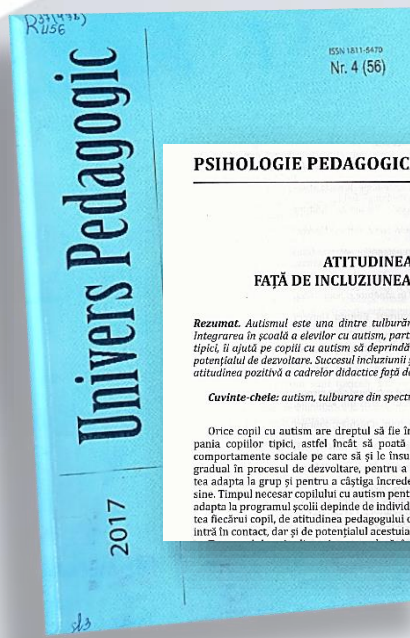 37(478)
R456
ISSN 1811-5470
Nr. 4 (56)
Univers Pedagogic
2017
PSIHOLOGIE PEDAGOGIC
ATITUDINEA
FAȚĂ DE INCLUZIUNEA
Rezumat. Autismul este una dintre tulburăr
Integrarea în școală a elevilor cu autism, part
tipici, îi ajută pe copiii cu autism să deprindă
potențialul de dezvoltare. Succesul incluziunii ș
atitudinea pozitivă a cadrelor didactice față de
Cuvinte-cheie: autism, tulburare din spectr
Orice copil cu autism are dreptul să fie în
pania copiilor tipici, astfel încât să poată
comportamente sociale pe care să și le însu
gradual în procesul de dezvoltare, pentru a
tea adapta la grup și pentru a câștiga încrede
sine. Timpul necesar copilului cu autism pent
adapta la programul școlii depinde de individ
tea fiecărui copil, de atitudinea pedagogului c
intră în contact, dar și de potențialul acestuia